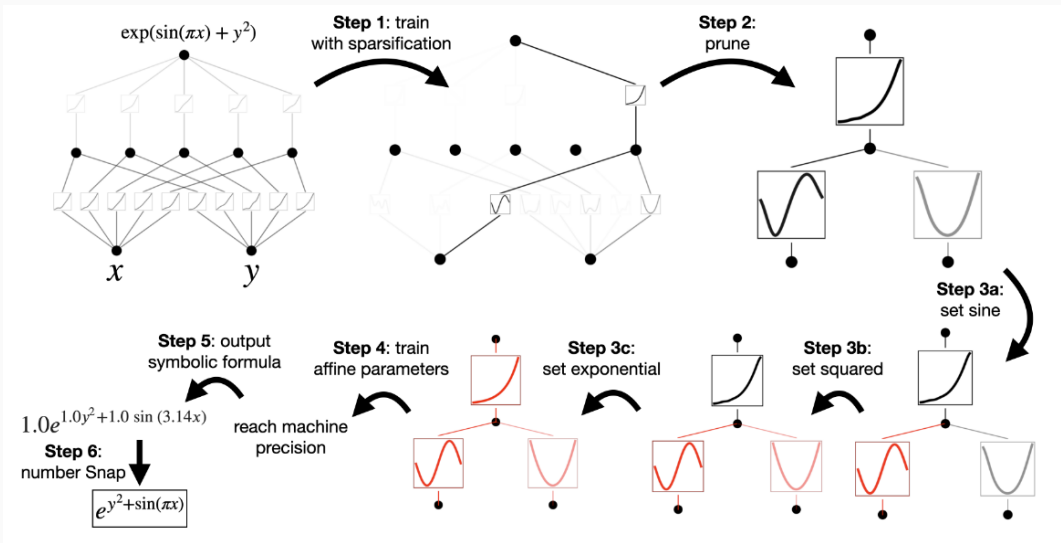 exp(sin(πx) + y²)
Step 1: train
with sparsification
Step 2:
prune
x
y
Step 3a:
set sine
Step 3b:
set squared
Step 3c:
set exponential
Step 4: train
affine parameters
reach machine
precision
Step 5: output
symbolic formula
1.0e^{1.0y²+1.0 sin (3.14x)}
Step 6:
number Snap
e^{y²+sin(πx)}